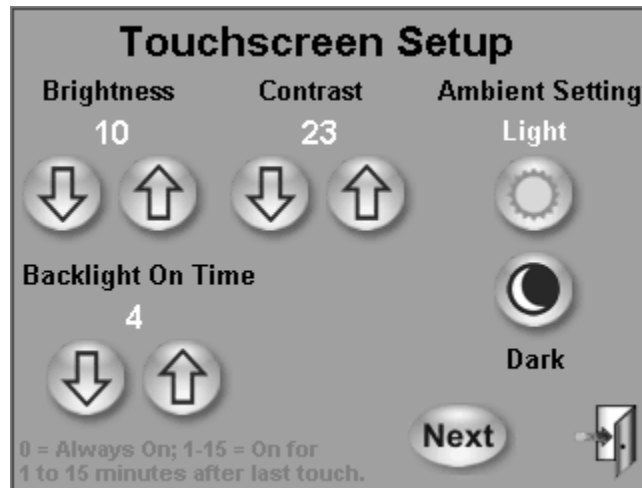 Touchscreen Setup
Brightness Contrast Ambient Setting
10 23 Light
Backlight On Time
4
Dark
Next
0 = Always On; 1-15 = On for
1 to 15 minutes after last touch.